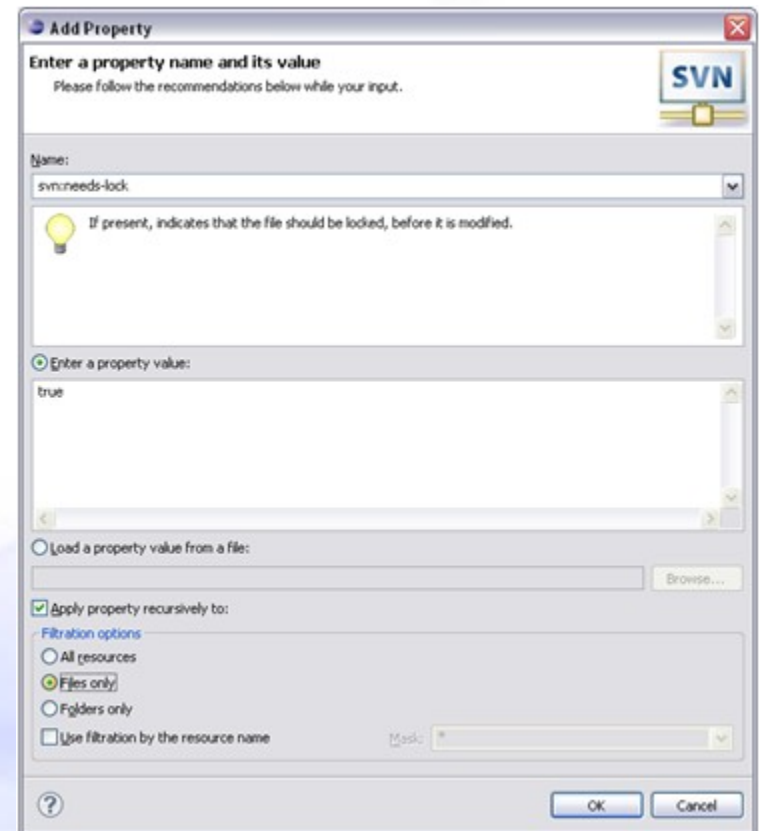 Add Property
Enter a property name and its value
Please follow the recommendations below while your input.
SVN
Name:
svn:needs-lock
If present, indicates that the file should be locked, before it is modified.
Enter a property value:
true
Load a property value from a file:
Browse...
Apply property recursively to:
Filtration options
All resources
Files only
Folders only
Use filtration by the resource name
Mask: *
?
OK Cancel